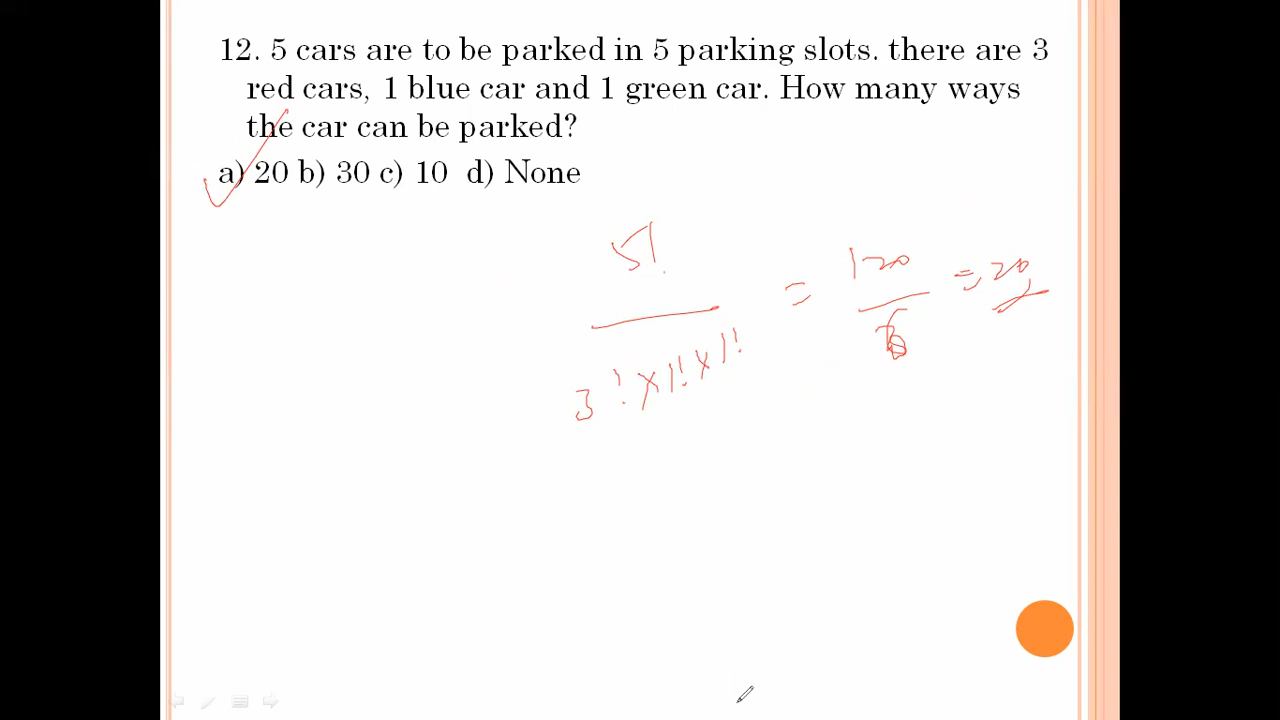 12. 5 cars are to be parked in 5 parking slots. there are 3
red cars, 1 blue car and 1 green car. How many ways
the car can be parked?
a) 20 b) 30 c) 10 d) None
5! / 3! x 1! x 1! = 120 / 6 = 20